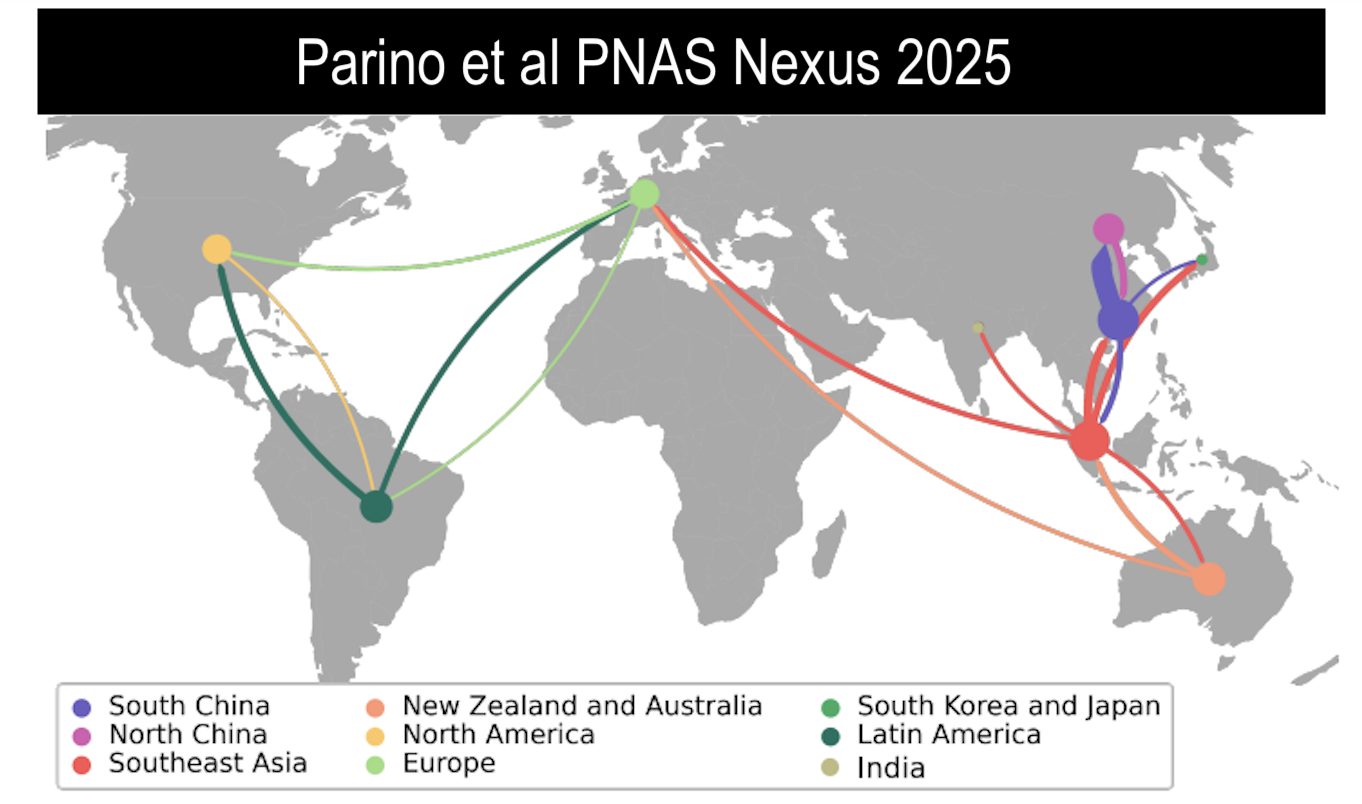 Parino et al PNAS Nexus 2025
South China
North China
Southeast Asia
New Zealand and Australia
North America
Europe
South Korea and Japan
Latin America
India